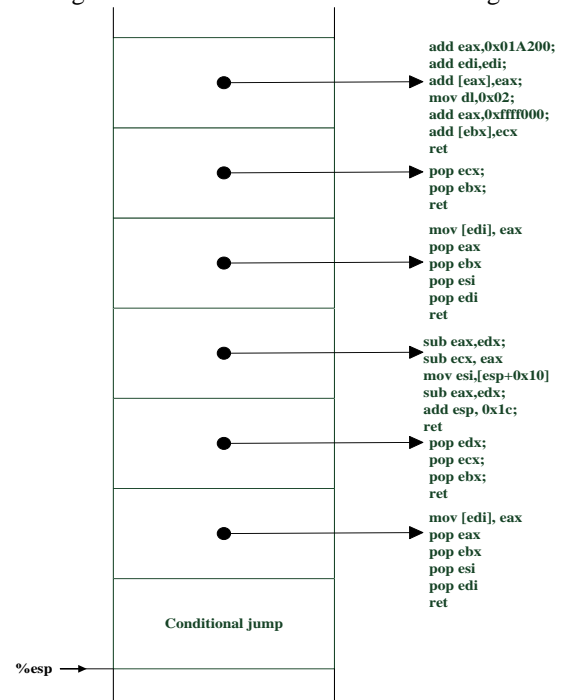 add eax,0x01A200;
add edi,edi;
add [eax],eax;
mov dl,0x02;
add eax,0xffff000;
add [ebx],ecx
ret
pop ecx;
pop ebx;
ret
mov [edi], eax
pop eax
pop ebx
pop esi
pop edi
ret
sub eax,edx;
sub ecx, eax
mov esi,[esp+0x10]
sub eax,edx;
add esp, 0x1c;
ret
pop edx;
pop ecx;
pop ebx;
ret
mov [edi], eax
pop eax
pop ebx
pop esi
pop edi
ret
Conditional jump
%esp